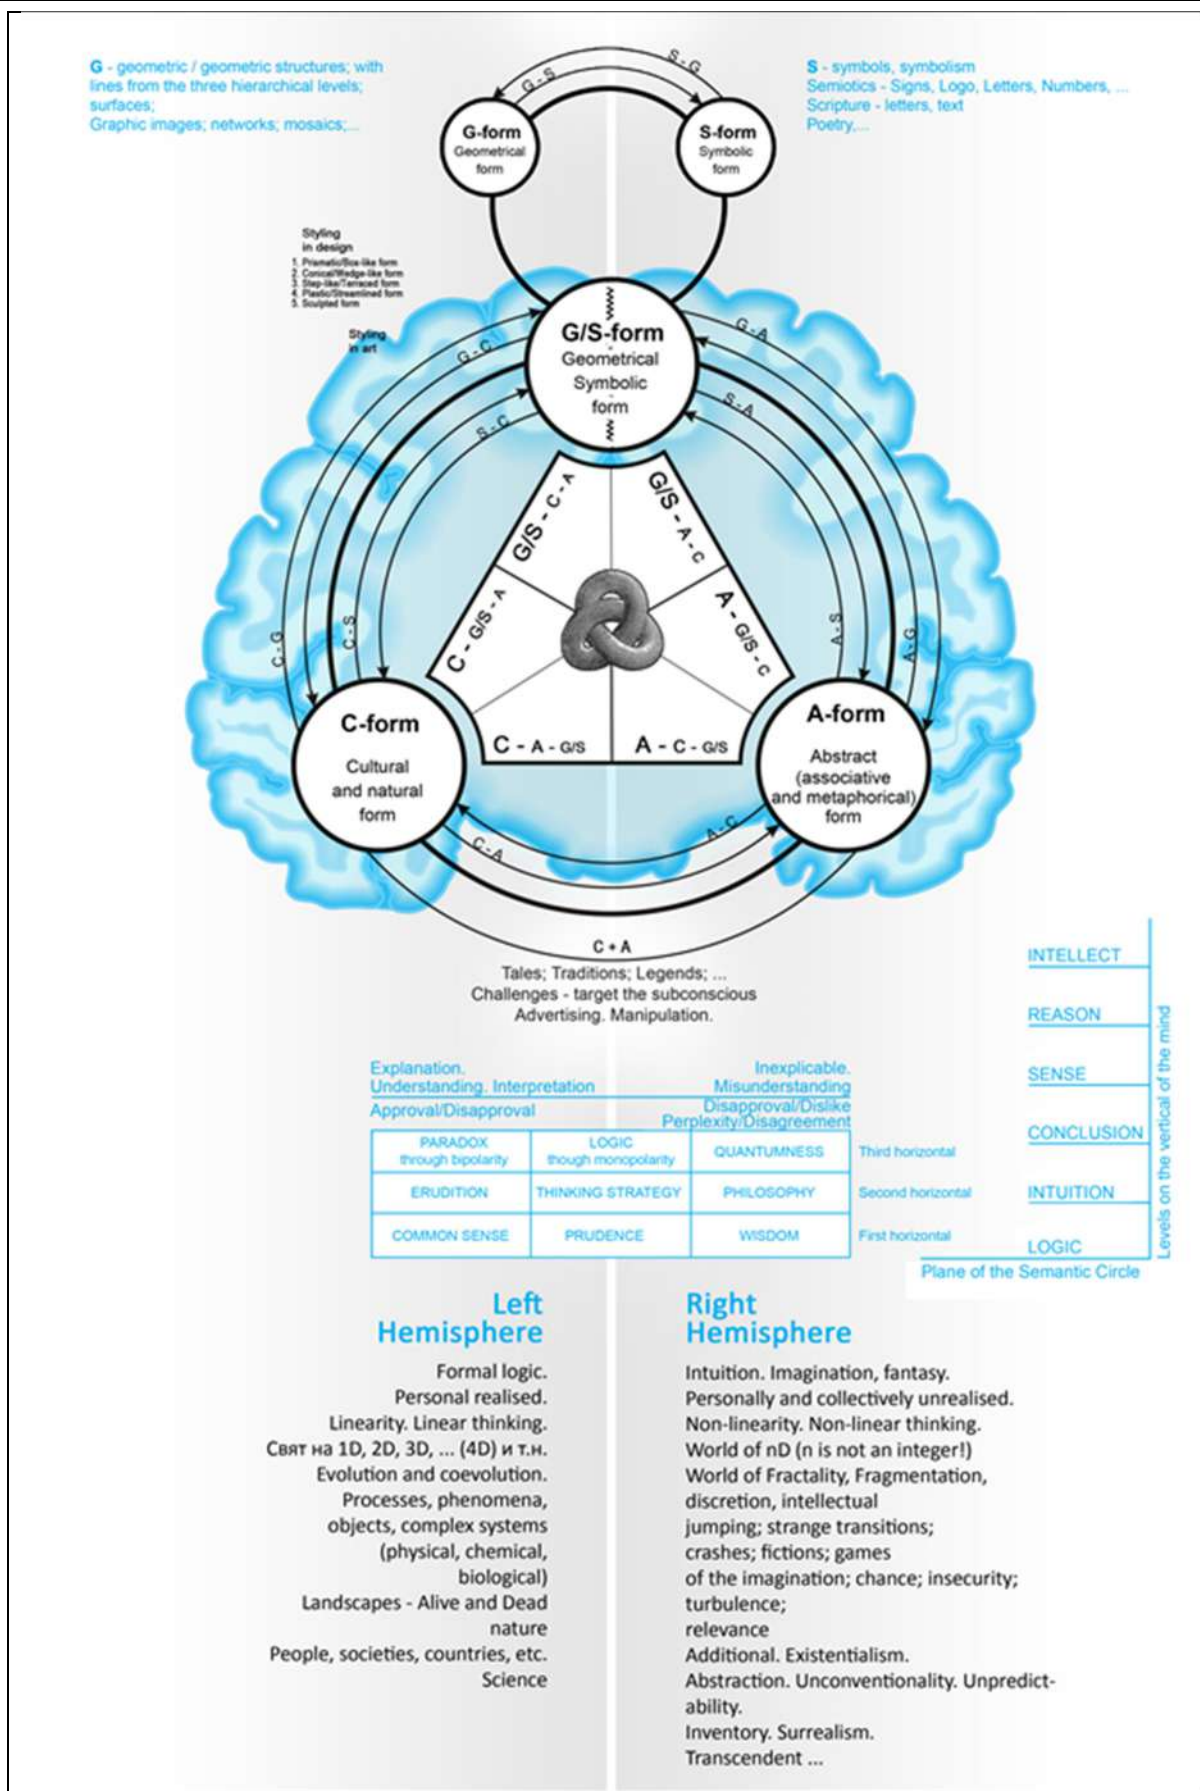 G - geometric / geometric structures; with
lines from the three hierarchical levels;
surfaces;
Graphic images; networks; mosaics;...
S - symbols, symbolism
Semiotics - Signs, Logo, Letters, Numbers, ...
Scripture - letters, text
Poetry,...
S - G
G - S
G-form
Geometrical
form
S-form
Symbolic
form
Styling
in design
1. Prismatic/Box-like form
2. Conical/Wedge-like form
3. Step-like/Terraced form
4. Plastic/Streamlined form
5. Sculpted form
Styling
in art
G/S-form
Geometrical
Symbolic
form
G - C
S - C
G - A
S - A
G/S - C - A
G/S - A - C
C - G/S - A
A - G/S - C
C - A - G/S
A - C - G/S
C - G
C - S
A - S
A - G
C-form
Cultural
and natural
form
A-form
Abstract
(associative
and metaphorical)
form
C - A
A - C
C + A
Tales; Traditions; Legends; ...
Challenges - target the subconscious
Advertising. Manipulation.
INTELLECT
REASON
SENSE
CONCLUSION
INTUITION
LOGIC
Levels on the vertical of the mind
Plane of the Semantic Circle
Explanation.
Understanding. Interpretation
Approval/Disapproval
Inexplicable.
Misunderstanding
Disapproval/Dislike
Perplexity/Disagreement
PARADOX
through bipolarity
LOGIC
though monopolarity
QUANTUMNESS
Third horizontal
ERUDITION
THINKING STRATEGY
PHILOSOPHY
Second horizontal
COMMON SENSE
PRUDENCE
WISDOM
First horizontal
Left
Hemisphere
Formal logic.
Personal realised.
Linearity. Linear thinking.
Свят на 1D, 2D, 3D, ... (4D) и т.н.
Evolution and coevolution.
Processes, phenomena,
objects, complex systems
(physical, chemical,
biological)
Landscapes - Alive and Dead
nature
People, societies, countries, etc.
Science
Right
Hemisphere
Intuition. Imagination, fantasy.
Personally and collectively unrealised.
Non-linearity. Non-linear thinking.
World of nD (n is not an integer!)
World of Fractality, Fragmentation,
discretion, intellectual
jumping; strange transitions;
crashes; fictions; games
of the imagination; chance; insecurity;
turbulence;
relevance
Additional. Existentialism.
Abstraction. Unconventionality. Unpredict-
ability.
Inventory. Surrealism.
Transcendent ...